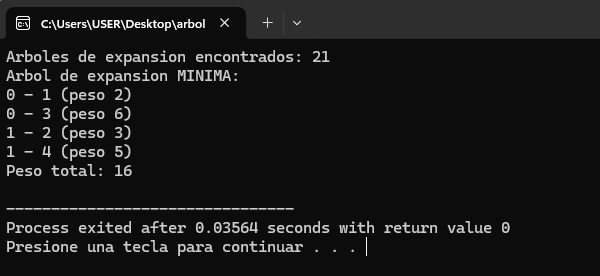 C:\Users\USER\Desktop\arbol
Arboles de expansion encontrados: 21
Arbol de expansion MINIMA:
0 - 1 (peso 2)
0 - 3 (peso 6)
1 - 2 (peso 3)
1 - 4 (peso 5)
Peso total: 16
--------------------------------
Process exited after 0.03564 seconds with return value 0
Presione una tecla para continuar . . .